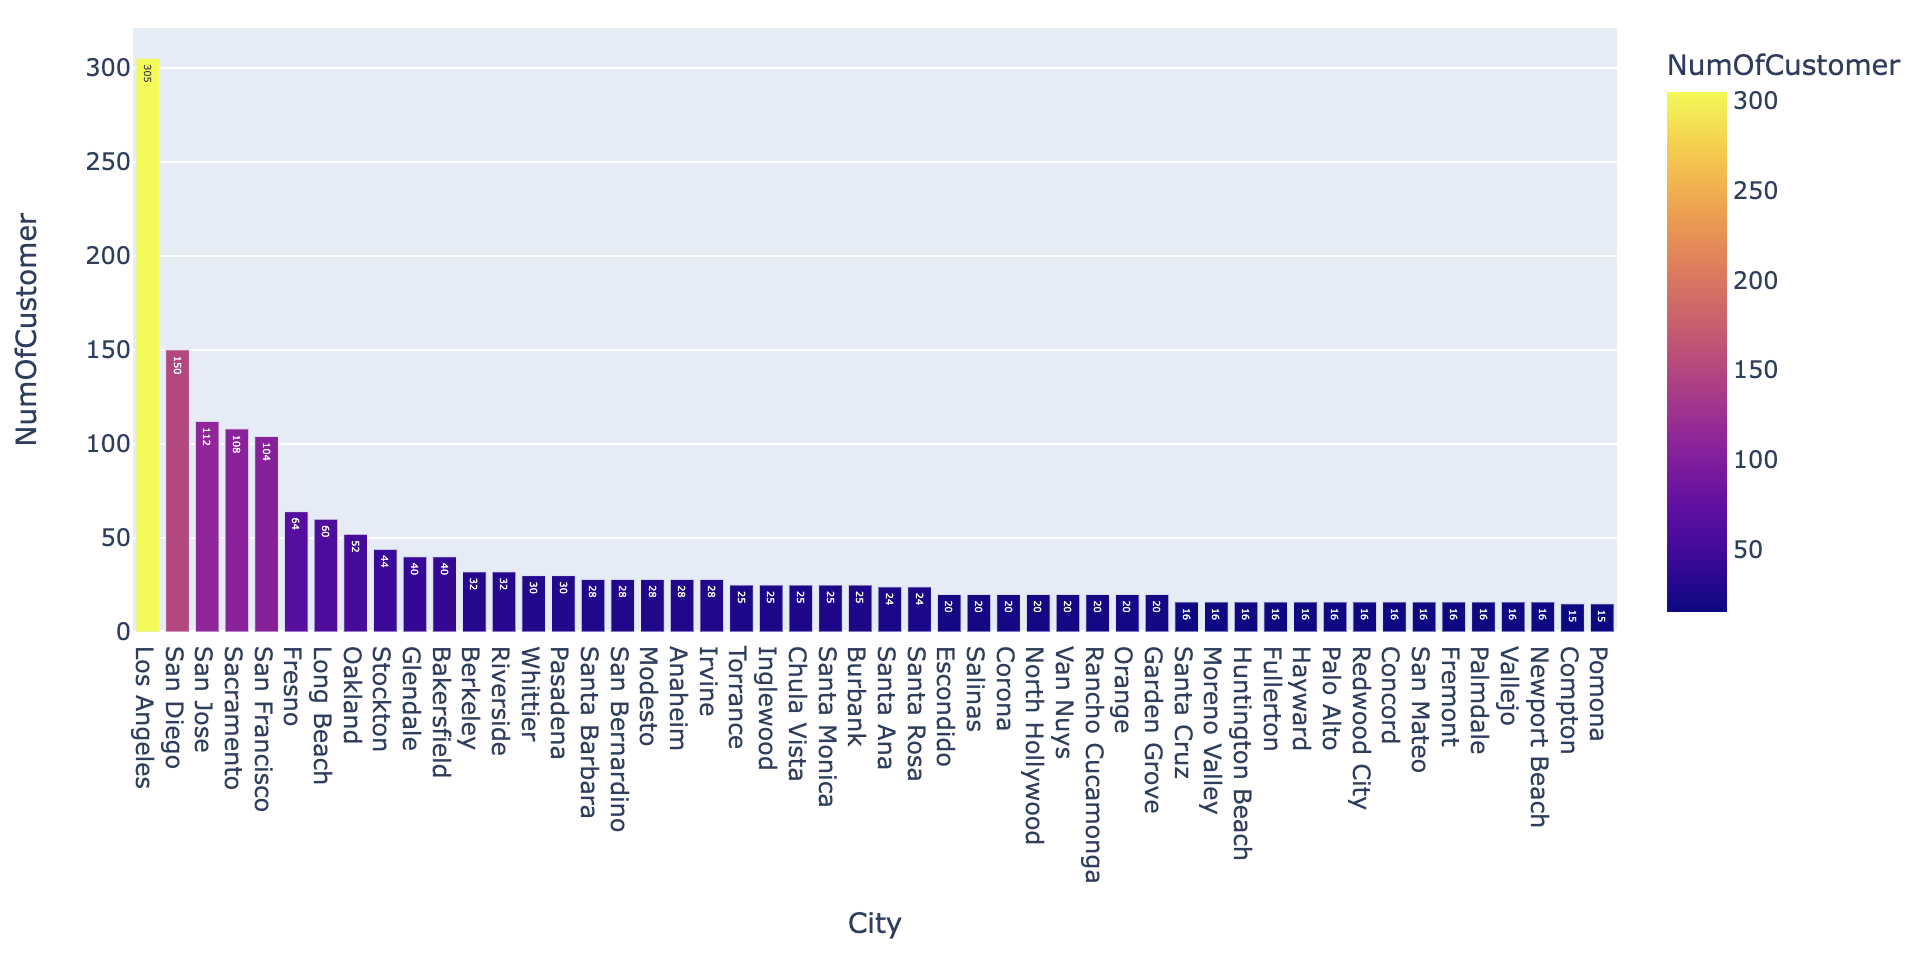 NumOfCustomer
300
250
200
150
100
50
0
305
150
112
108
104
64
60
52
44
40
40
32
32
30
30
28
28
28
28
28
25
25
25
25
25
24
24
20
20
20
20
20
20
20
20
16
16
16
16
16
16
16
16
16
16
16
16
16
15
15
Los Angeles
San Diego
San Jose
Sacramento
San Francisco
Fresno
Long Beach
Oakland
Stockton
Glendale
Bakersfield
Berkeley
Riverside
Whittier
Pasadena
Santa Barbara
San Bernardino
Modesto
Anaheim
Irvine
Torrance
Inglewood
Chula Vista
Santa Monica
Burbank
Santa Ana
Santa Rosa
Escondido
Salinas
Corona
North Hollywood
Van Nuys
Rancho Cucamonga
Orange
Garden Grove
Santa Cruz
Moreno Valley
Huntington Beach
Fullerton
Hayward
Palo Alto
Redwood City
Concord
San Mateo
Fremont
Palmdale
Vallejo
Newport Beach
Compton
Pomona
City
NumOfCustomer
300
250
200
150
100
50